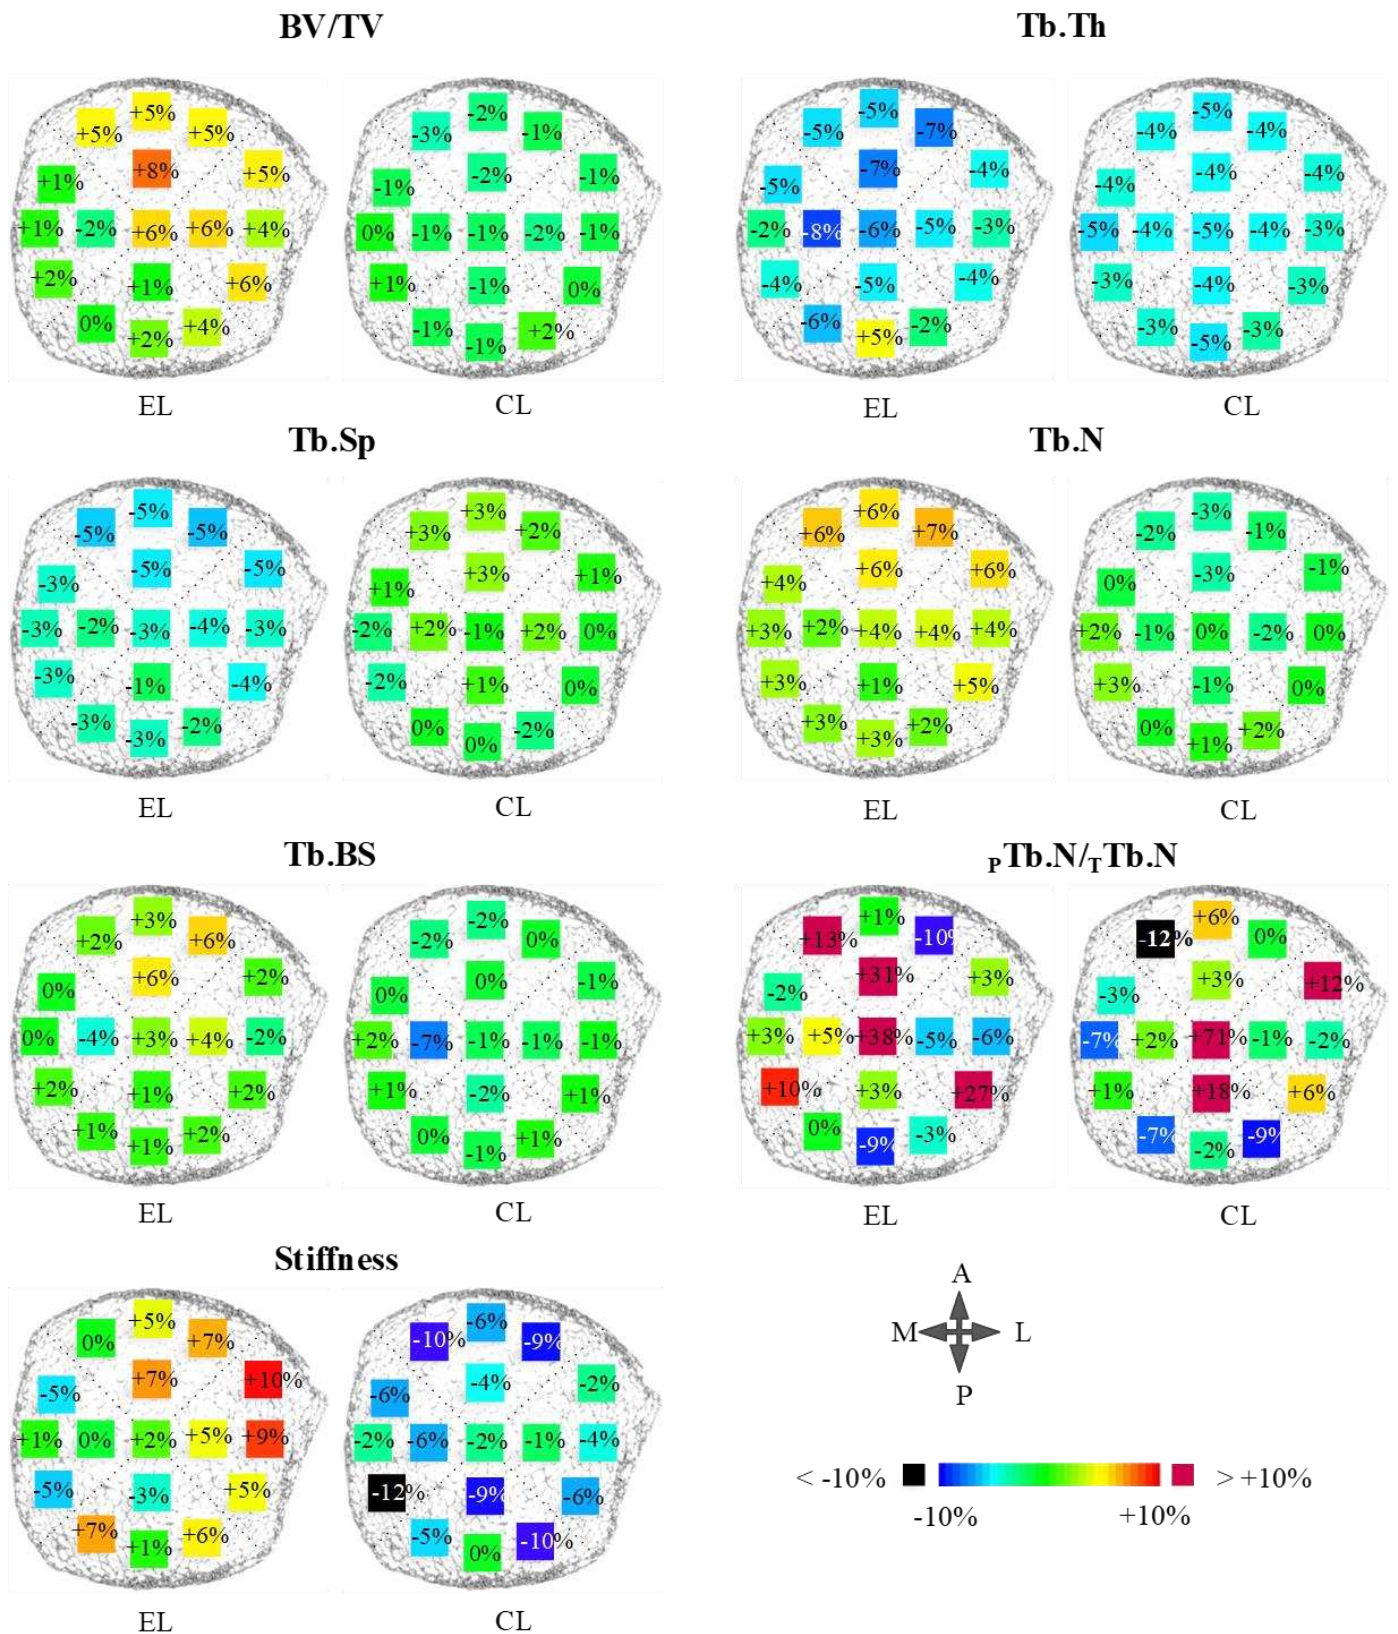 BV/TV
+5%
+5% +5%
+8% +5%
+1%
+1% -2% +6% +6% +4%
+2% +1% +6%
0% +2% +4%
EL
-2%
-3% -1%
-2% -1%
-1%
0% -1% -1% -2% -1%
+1% -1% 0%
-1% -1% +2%
CL
Tb.Th
-5%
-5% -7%
-7% -4%
-5%
-2% -8% -6% -5% -3%
-4% -5% -4%
-6% +5% -2%
EL
-5%
-4% -4%
-4% -4%
-4%
-5% -4% -5% -4% -3%
-3% -4% -3%
-3% -5% -3%
CL
Tb.Sp
-5%
-5% -5%
-5% -5%
-3%
-3% -2% -3% -4% -3%
-3% -1% -4%
-3% -3% -2%
EL
+3%
+3% +2%
+3% +1%
+1%
-2% +2% -1% +2% 0%
-2% +1% 0%
0% 0% -2%
CL
Tb.N
+6%
+6% +7%
+6% +6%
+4%
+3% +2% +4% +4% +4%
+3% +1% +5%
+3% +3% +2%
EL
-3%
-2% -1%
-3% -1%
0%
+2% -1% 0% -2% 0%
+3% -1% 0%
0% +1% +2%
CL
Tb.BS
+3%
+2% +6%
+6% +2%
0%
0% -4% +3% +4% -2%
+2% +1% +2%
+1% +1% +2%
EL
-2%
-2% 0%
0% -1%
0%
+2% -7% -1% -1% -1%
+1% -2% +1%
0% -1% +1%
CL
PTb.N/TTb.N
+1%
+13% -10%
+31% +3%
-2%
+3% +5% +38% -5% -6%
+10% +3% +27%
0% -9% -3%
EL
+6%
-12% 0%
+3% +12%
-3%
-7% +2% +71% -1% -2%
+1% +18% +6%
-7% -2% -9%
CL
Stiffness
+5%
0% +7%
+7% +10%
-5%
+1% 0% +2% +5% +9%
-5% -3% +5%
+7% +1% +6%
EL
-6%
-10% -9%
-4% -2%
-6%
-2% -6% -2% -1% -4%
-12% -9% -6%
-5% 0% -10%
CL
A
M L
P
< -10% > +10%
-10% +10%